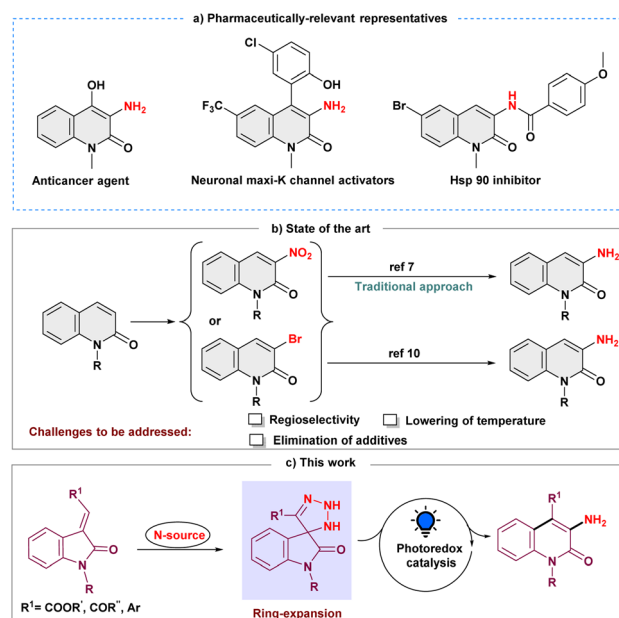 a) Pharmaceutically-relevant representatives
Cl
OH
OH
NH2
F3C
NH2
N
O
N
O
Br
H
N
O
N
O
O
Anticancer agent
Neuronal maxi-K channel activators
Hsp 90 inhibitor
b) State of the art
NO2
N
O
R
ref 7
Traditional approach
NH2
N
O
R
N
O
R
or
Br
N
O
R
ref 10
NH2
N
O
R
Regioselectivity
Lowering of temperature
Challenges to be addressed:
Elimination of additives
c) This work
R1
O
N
R
N-source
N
NH
R1
NH
O
N
R
Photoredox
catalysis
R1
NH2
N
O
R
R1= COOR', COR'', Ar
Ring-expansion